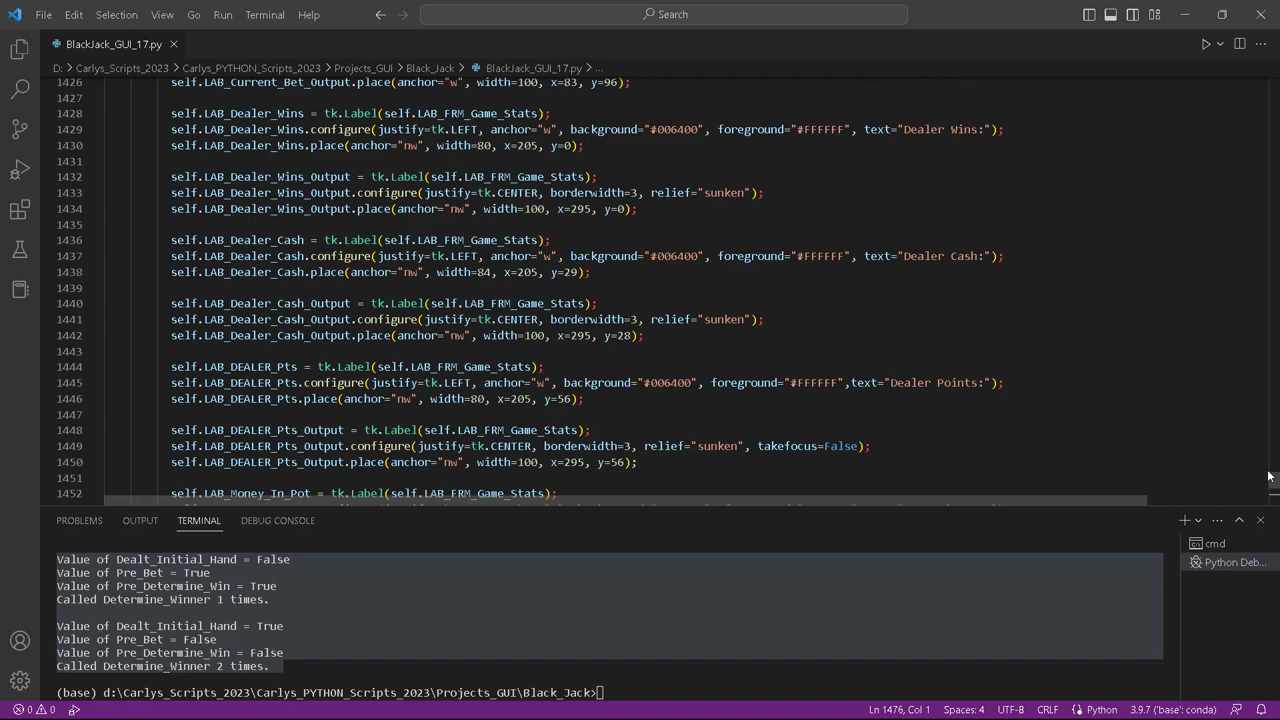 File Edit Selection View Go Run Terminal Help Search
BlackJack_GUI_17.py
D: > Carlys_Scripts_2023 > Carlys_PYTHON_Scripts_2023 > Projects_GUI > Black_Jack > BlackJack_GUI_17.py > ...
1426 self.LAB_Current_Bet_Output.place(anchor="w", width=100, x=83, y=96);
1427
1428 self.LAB_Dealer_Wins = tk.Label(self.LAB_FRM_Game_Stats);
1429 self.LAB_Dealer_Wins.configure(justify=tk.LEFT, anchor="w", background="#006400", foreground="#FFFFFF", text="Dealer Wins:");
1430 self.LAB_Dealer_Wins.place(anchor="nw", width=80, x=205, y=0);
1431
1432 self.LAB_Dealer_Wins_Output = tk.Label(self.LAB_FRM_Game_Stats);
1433 self.LAB_Dealer_Wins_Output.configure(justify=tk.CENTER, borderwidth=3, relief="sunken");
1434 self.LAB_Dealer_Wins_Output.place(anchor="nw", width=100, x=295, y=0);
1435
1436 self.LAB_Dealer_Cash = tk.Label(self.LAB_FRM_Game_Stats);
1437 self.LAB_Dealer_Cash.configure(justify=tk.LEFT, anchor="w", background="#006400", foreground="#FFFFFF", text="Dealer Cash:");
1438 self.LAB_Dealer_Cash.place(anchor="nw", width=84, x=205, y=29);
1439
1440 self.LAB_Dealer_Cash_Output = tk.Label(self.LAB_FRM_Game_Stats);
1441 self.LAB_Dealer_Cash_Output.configure(justify=tk.CENTER, borderwidth=3, relief="sunken");
1442 self.LAB_Dealer_Cash_Output.place(anchor="nw", width=100, x=295, y=28);
1443
1444 self.LAB_DEALER_Pts = tk.Label(self.LAB_FRM_Game_Stats);
1445 self.LAB_DEALER_Pts.configure(justify=tk.LEFT, anchor="w", background="#006400", foreground="#FFFFFF",text="Dealer Points:");
1446 self.LAB_DEALER_Pts.place(anchor="nw", width=80, x=205, y=56);
1447
1448 self.LAB_DEALER_Pts_Output = tk.Label(self.LAB_FRM_Game_Stats);
1449 self.LAB_DEALER_Pts_Output.configure(justify=tk.CENTER, borderwidth=3, relief="sunken", takefocus=False);
1450 self.LAB_DEALER_Pts_Output.place(anchor="nw", width=100, x=295, y=56);
1451
1452 self.LAB_Money_In_Pot = tk.Label(self.LAB_FRM_Game_Stats);
PROBLEMS OUTPUT TERMINAL DEBUG CONSOLE
cmd
Python Deb...
Value of Dealt_Initial_Hand = False
Value of Pre_Bet = True
Value of Pre_Determine_Win = True
Called Determine_Winner 1 times.
Value of Dealt_Initial_Hand = True
Value of Pre_Bet = False
Value of Pre_Determine_Win = False
Called Determine_Winner 2 times.
(base) d:\Carlys_Scripts_2023\Carlys_PYTHON_Scripts_2023\Projects_GUI\Black_Jack>
0 0 Ln 1476, Col 1 Spaces: 4 UTF-8 CRLF Python 3.9.7 ('base': conda)